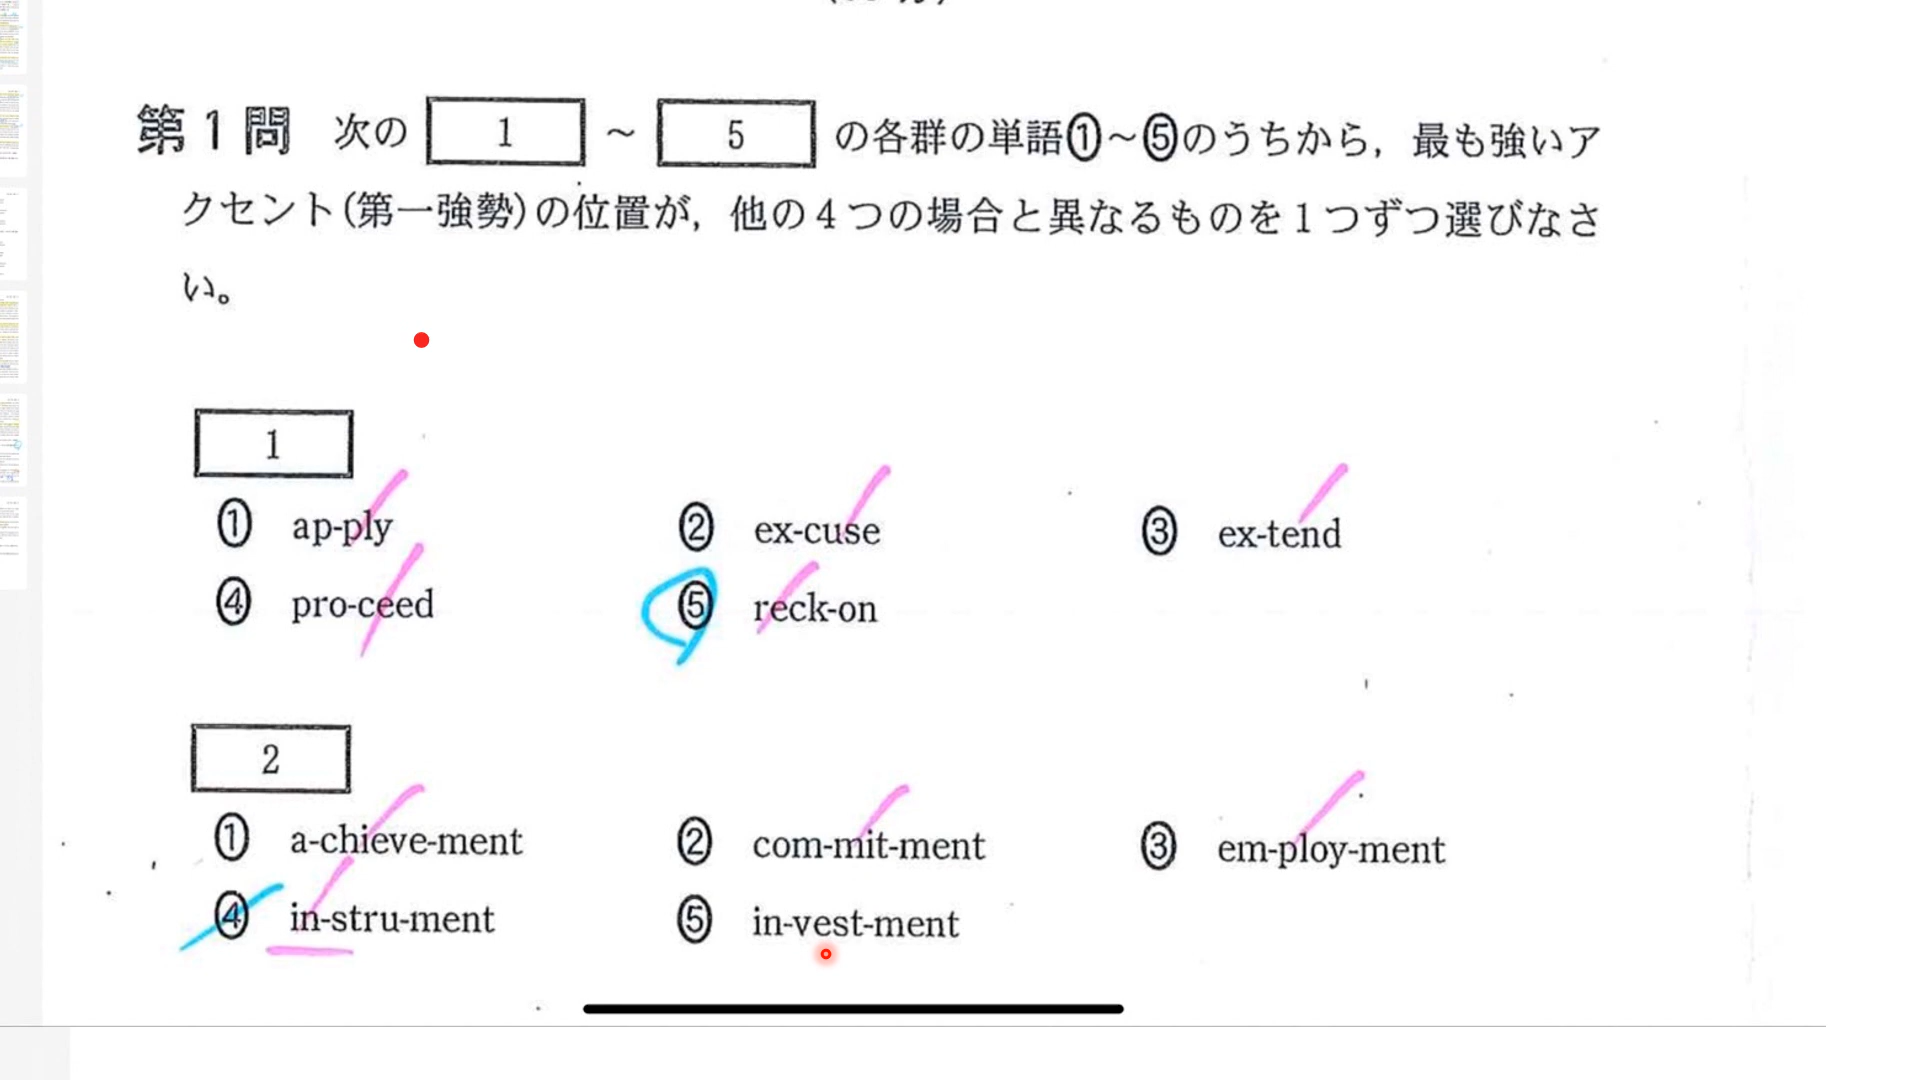 第1問 次の 1 ~ 5 の各群の単語①~⑤のうちから，最も強いア
クセント(第一強勢)の位置が，他の4つの場合と異なるものを1つずつ選びなさ
い。
1
① ap-ply ② ex-cuse ③ ex-tend
④ pro-ceed ⑤ reck-on
2
① a-chieve-ment ② com-mit-ment ③ em-ploy-ment
④ in-stru-ment ⑤ in-vest-ment